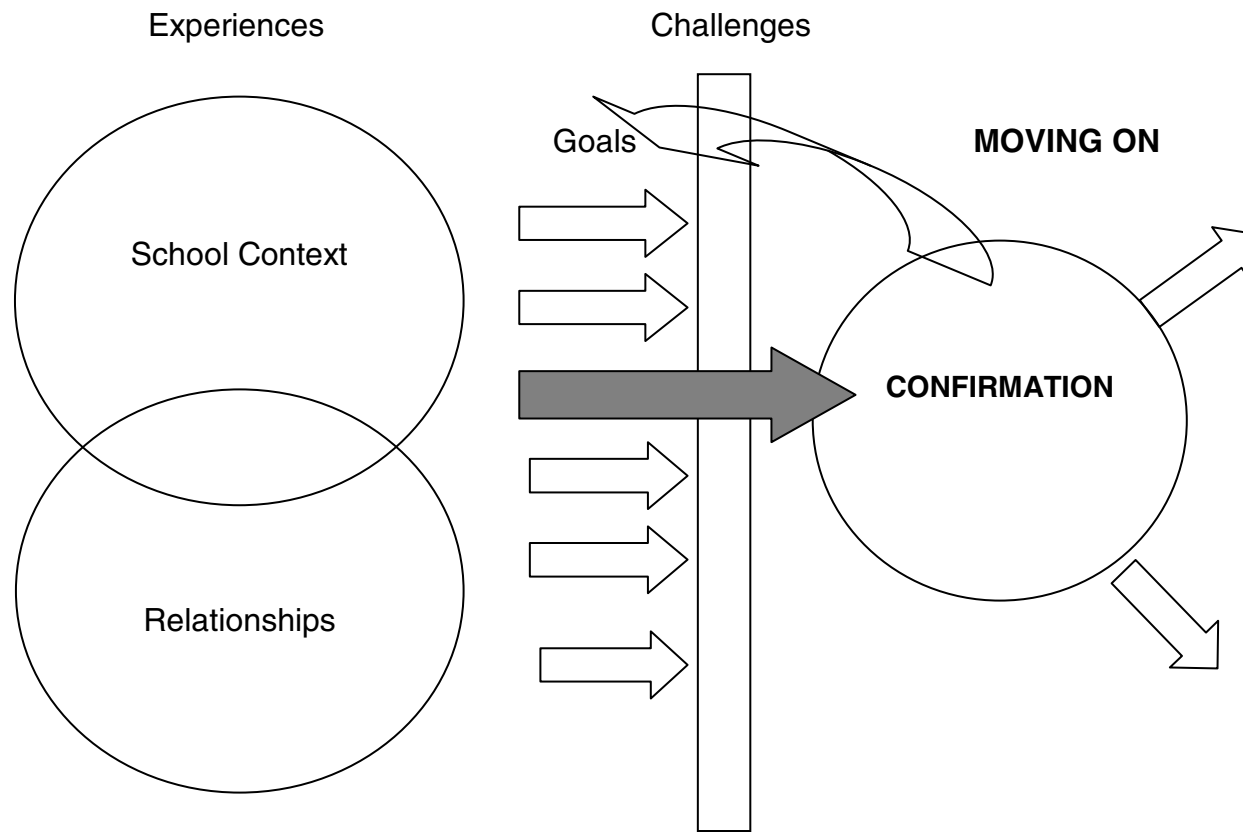 Experiences
Challenges
Goals
MOVING ON
School Context
CONFIRMATION
Relationships